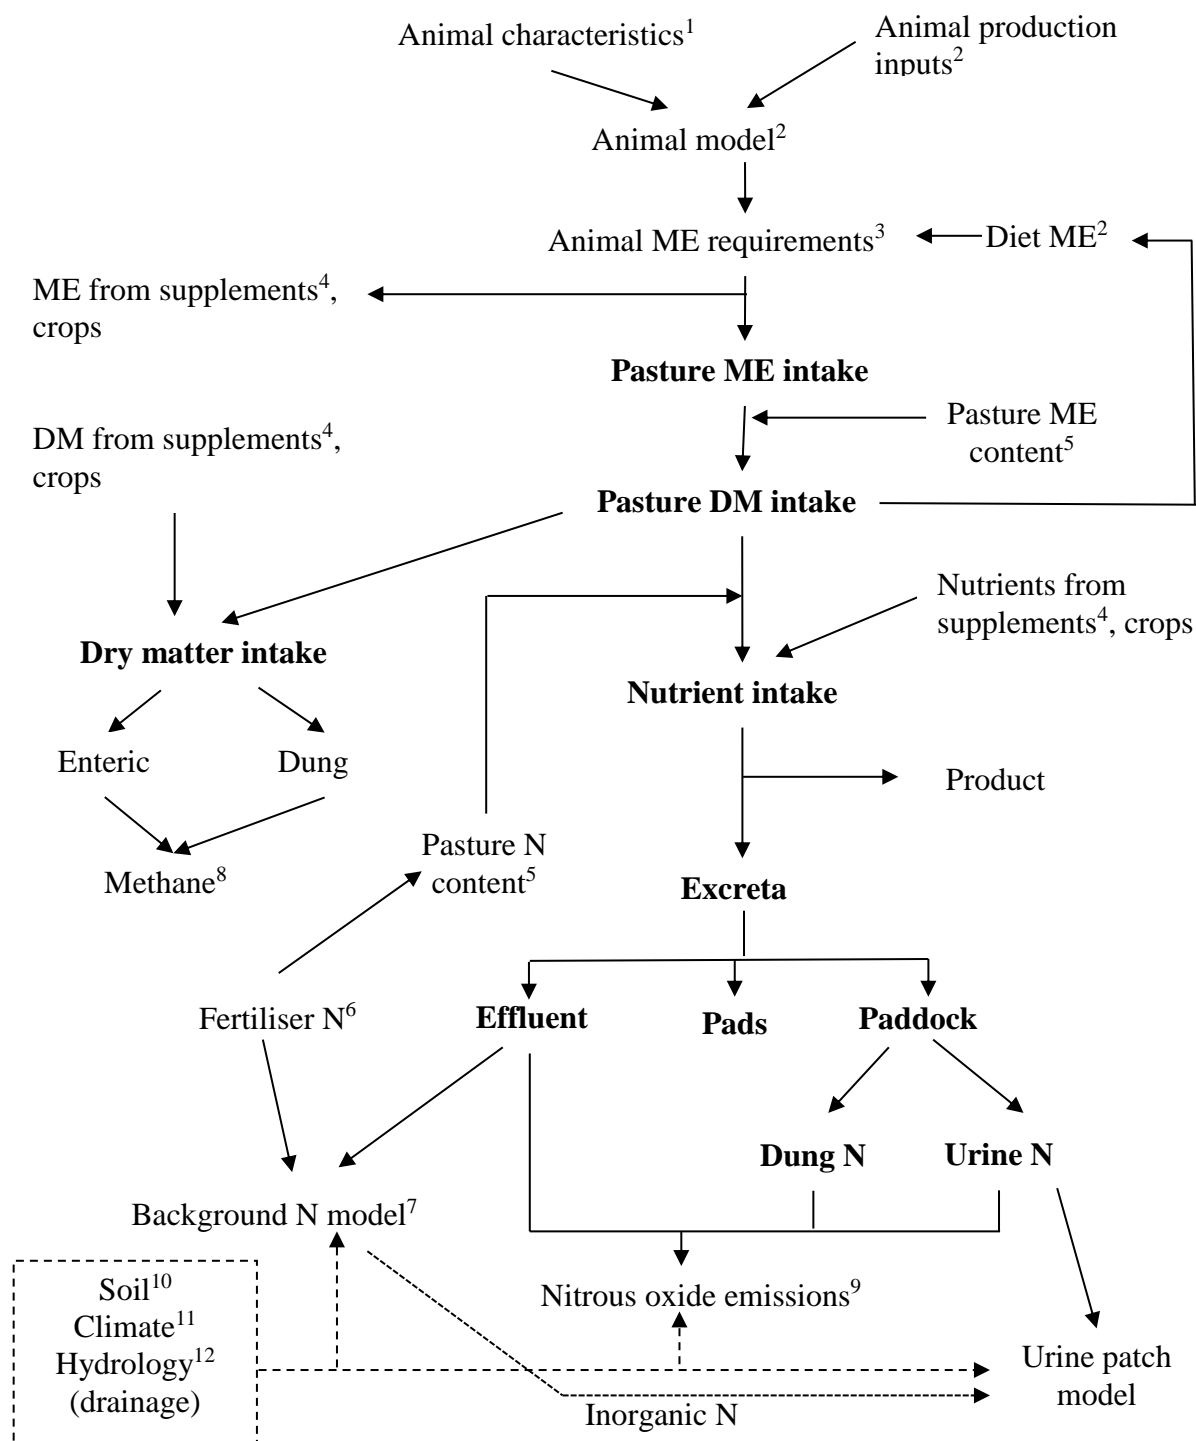 Animal characteristics1
Animal production
inputs2
Animal model2
Animal ME requirements3
Diet ME2
ME from supplements4,
crops
Pasture ME intake
DM from supplements4,
crops
Pasture ME
content5
Pasture DM intake
Nutrients from
supplements4, crops
Dry matter intake
Nutrient intake
Enteric
Dung
Product
Pasture N
content5
Methane8
Excreta
Fertiliser N6
Effluent
Pads
Paddock
Dung N
Urine N
Background N model7
Soil10
Climate11
Hydrology12
(drainage)
Nitrous oxide emissions9
Urine patch
model
Inorganic N